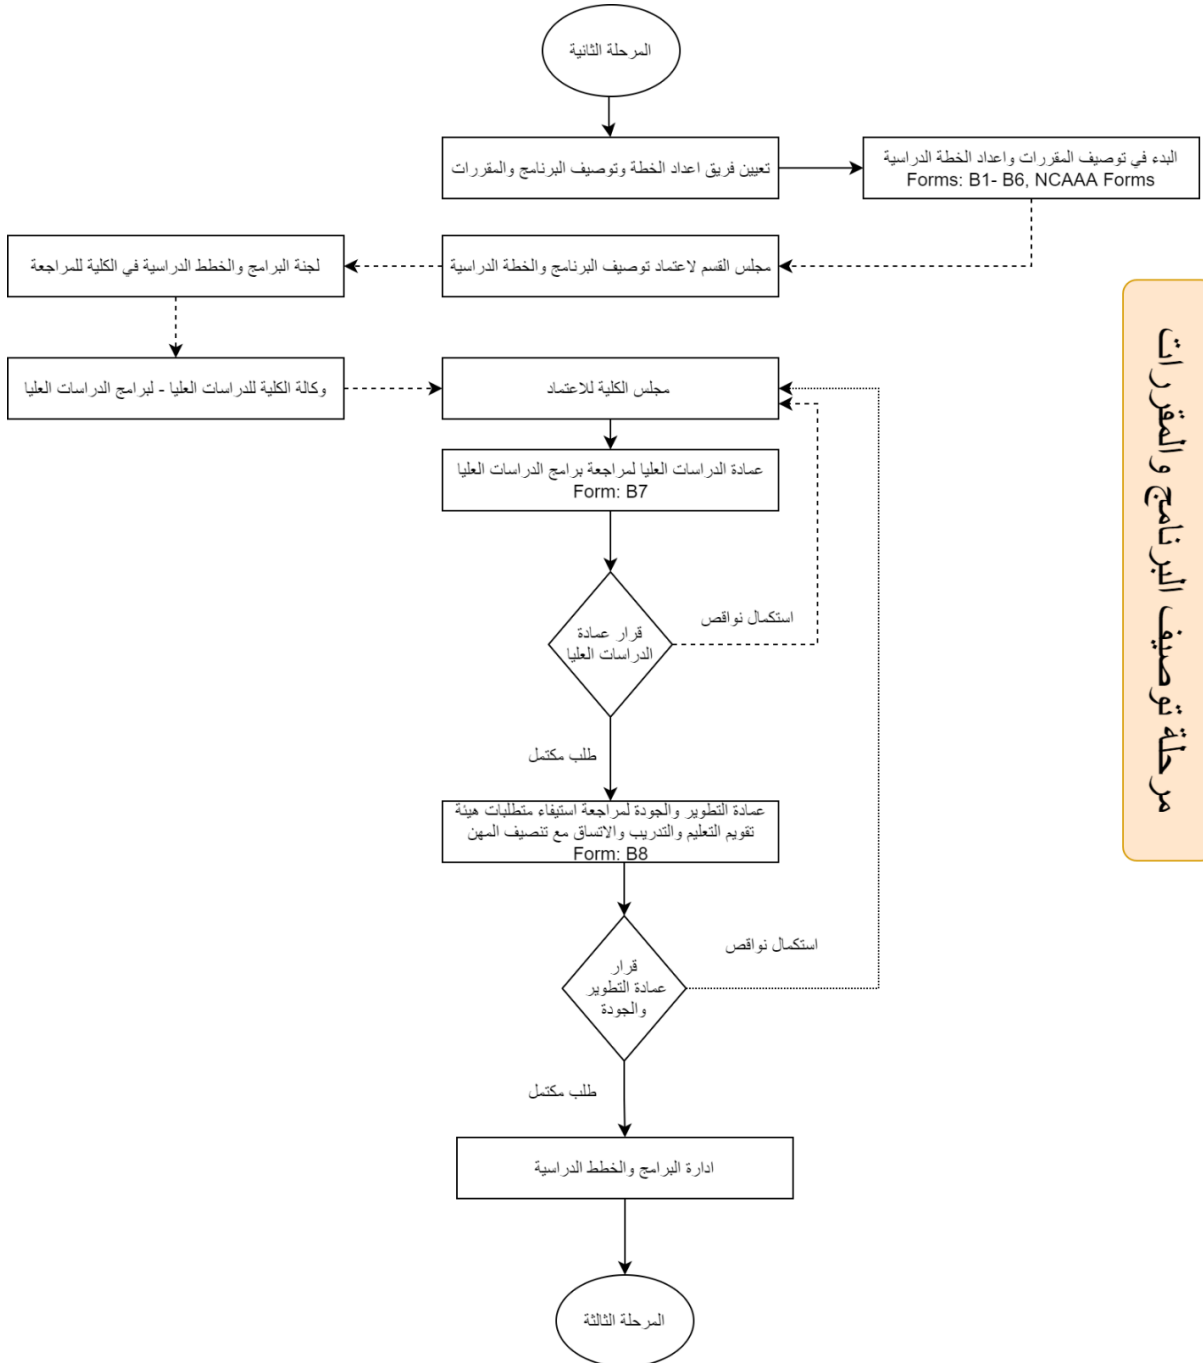 المرحلة الثانية
تعيين فريق اعداد الخطة وتوصيف البرنامج والمقررات
البدء في توصيف المقررات واعداد الخطة الدراسية
Forms: B1- B6, NCAAA Forms
مجلس القسم لاعتماد توصيف البرنامج والخطة الدراسية
لجنة البرامج والخطط الدراسية في الكلية للمراجعة
وكالة الكلية للدراسات العليا - لبرامج الدراسات العليا
مجلس الكلية للاعتماد
عمادة الدراسات العليا لمراجعة برامج الدراسات العليا
Form: B7
قرار عمادة
الدراسات العليا
استكمال نواقص
طلب مكتمل
عمادة التطوير والجودة لمراجعة استيفاء متطلبات هيئة
تقويم التعليم والتدريب والاتساق مع تنصيف المهن
Form: B8
قرار
عمادة التطوير
والجودة
استكمال نواقص
طلب مكتمل
ادارة البرامج والخطط الدراسية
المرحلة الثالثة
مرحلة توصيف البرنامج والمقررات